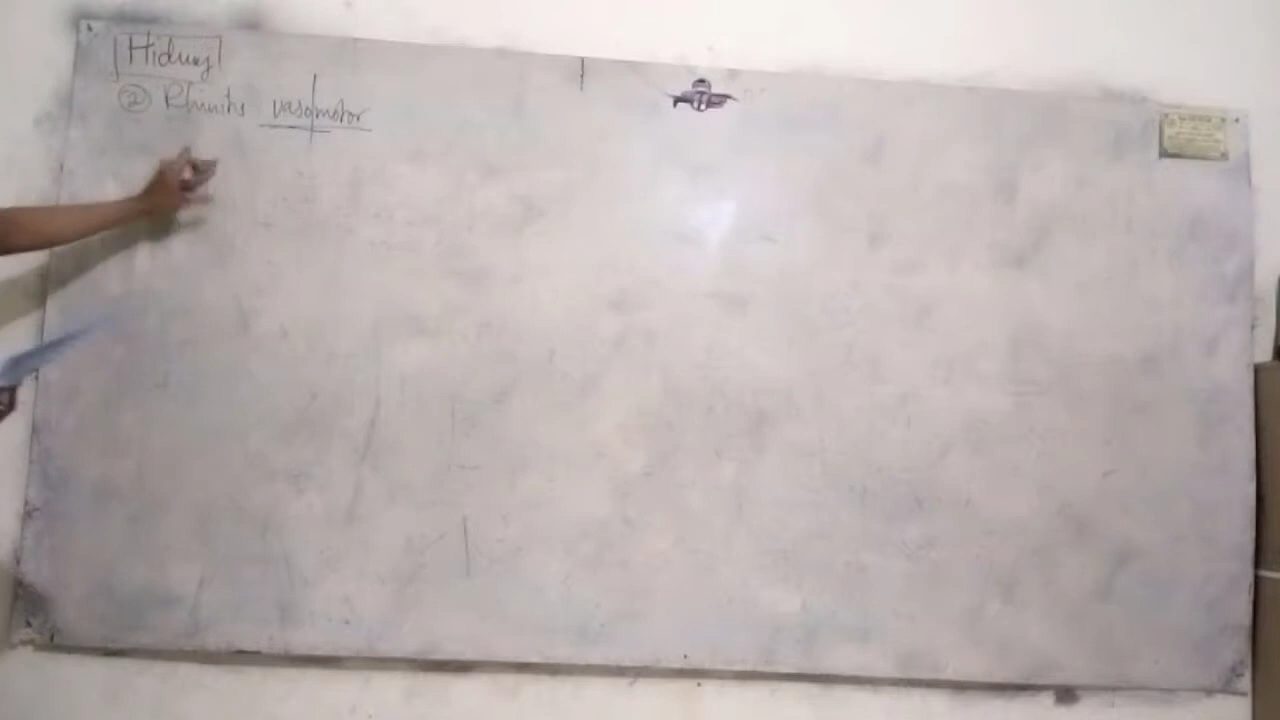 Hidung
② Rhinitis vasomotor